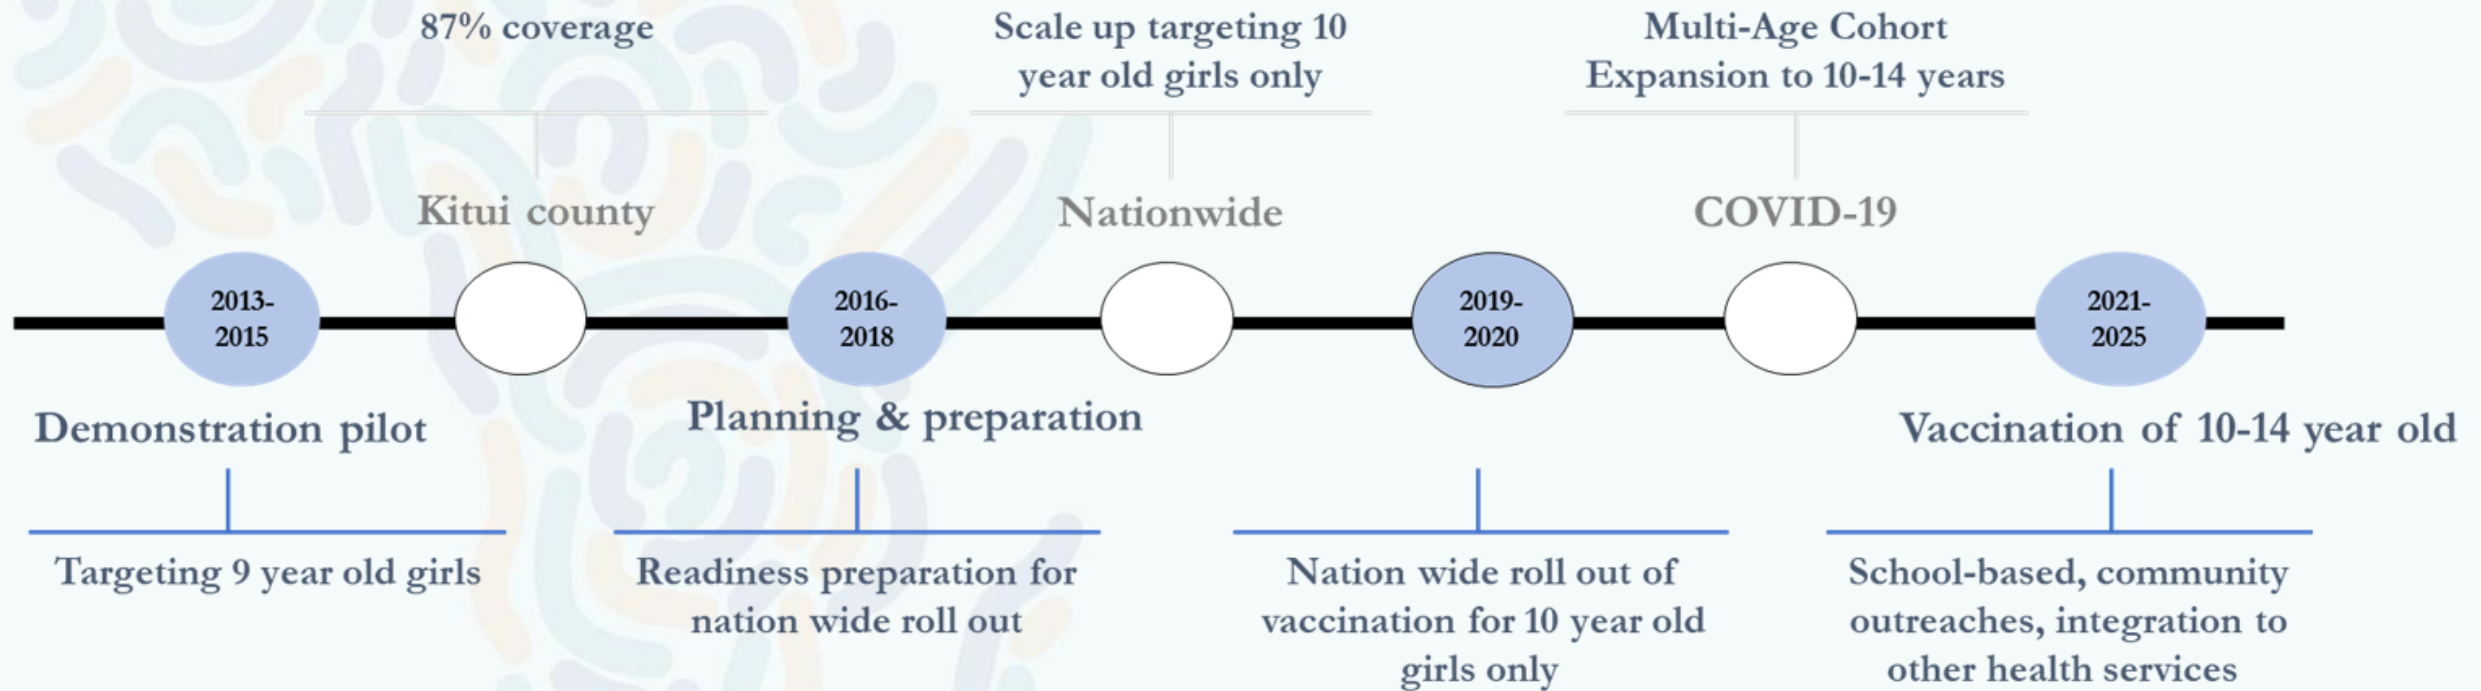 87% coverage
Scale up targeting 10
year old girls only
Multi-Age Cohort
Expansion to 10-14 years
Kitui county
Nationwide
COVID-19
2013-
2015
2016-
2018
2019-
2020
2021-
2025
Demonstration pilot
Planning & preparation
Vaccination of 10-14 year old
Targeting 9 year old girls
Readiness preparation for
nation wide roll out
Nation wide roll out of
vaccination for 10 year old
girls only
School-based, community
outreaches, integration to
other health services